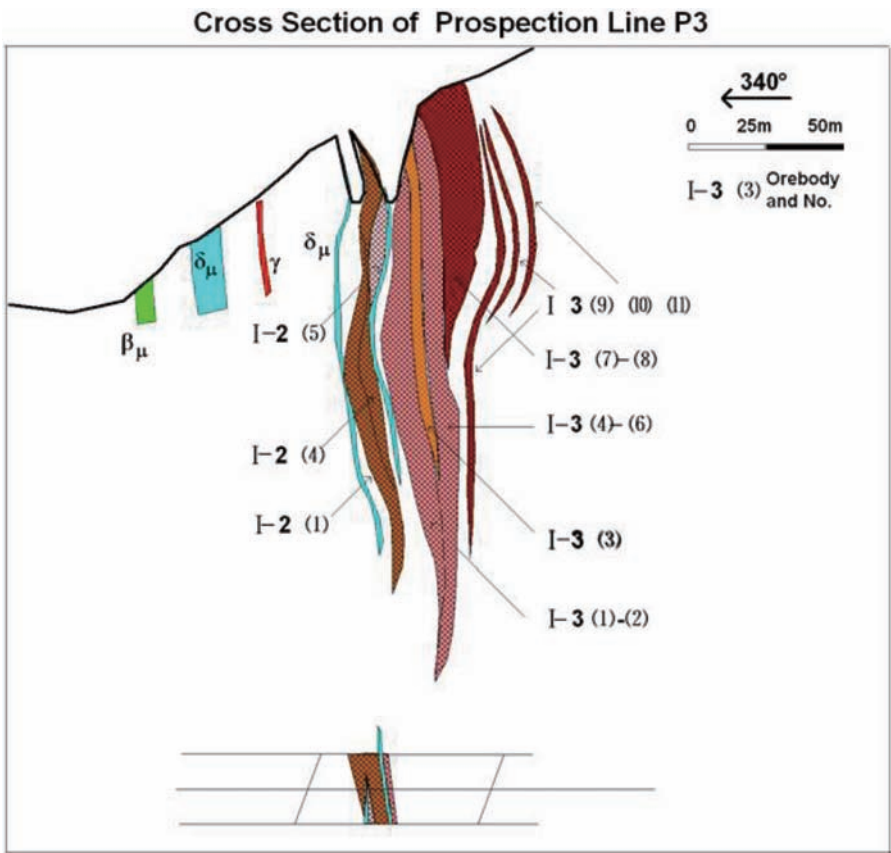 Cross Section of Prospection Line P3
340°
0 25m 50m
I-3 (3) Orebody
and No.
δμ
γ
δμ
βμ
I-2 (5)
I-2 (4)
I-2 (1)
I 3 (9) (10) (11)
I-3 (7)-(8)
I-3 (4)-(6)
I-3 (3)
I-3 (1)-(2)